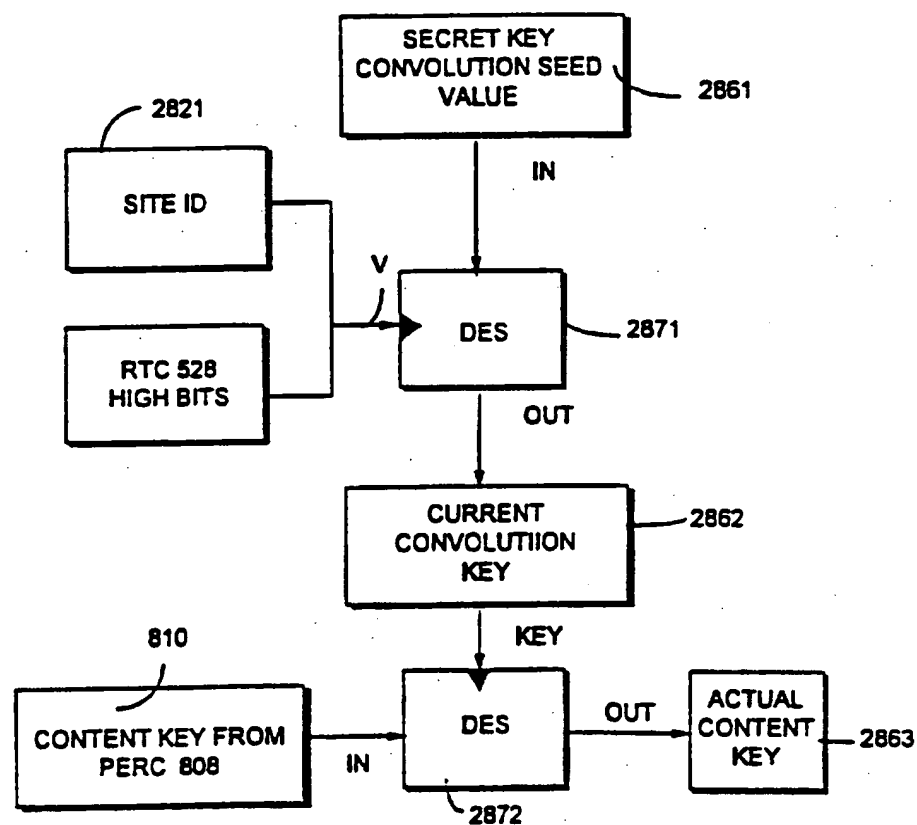 SECRET KEY
CONVOLUTION SEED
VALUE
2861
2821
IN
SITE ID
V
DES
2871
RTC 528
HIGH BITS
OUT
CURRENT
CONVOLUTIION
KEY
2862
KEY
810
CONTENT KEY FROM
PERC 808
IN
DES
OUT
ACTUAL
CONTENT
KEY
2863
2872